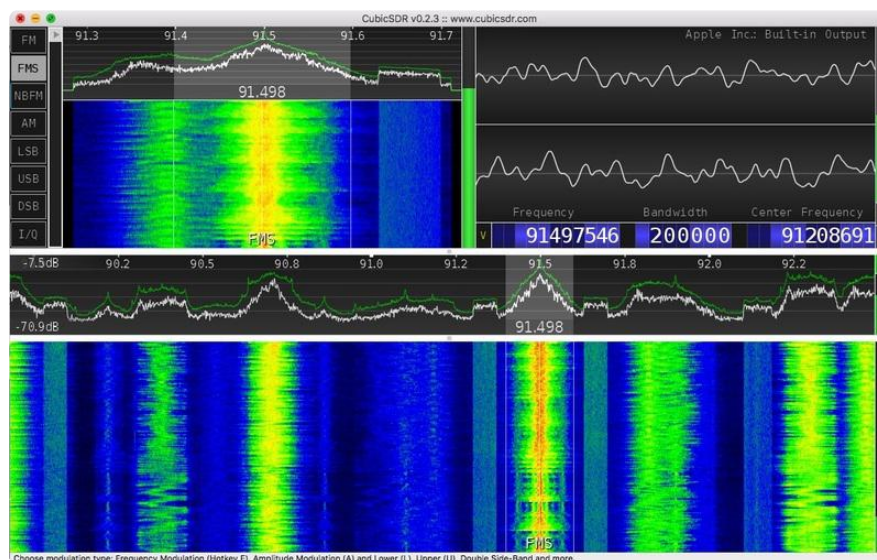 CubicSDR v0.2.3 :: www.cubicsdr.com
FM
FMS
NBFM
AM
LSB
USB
DSB
I/Q
91.3 91.4 91.5 91.6 91.7
91.498
FMS
Apple Inc.: Built-in Output
Frequency Bandwidth Center Frequency
V 91497546 200000 91208691
-7.5dB 90.2 90.5 90.8 91.0 91.2 91.5 91.8 92.0 92.2
-70.9dB 91.498
FMS
Choose modulation type: Frequency Modulation (Hotkey F), Amplitude Modulation (A) and Lower (L), Upper (U), Double Side-Band and more.